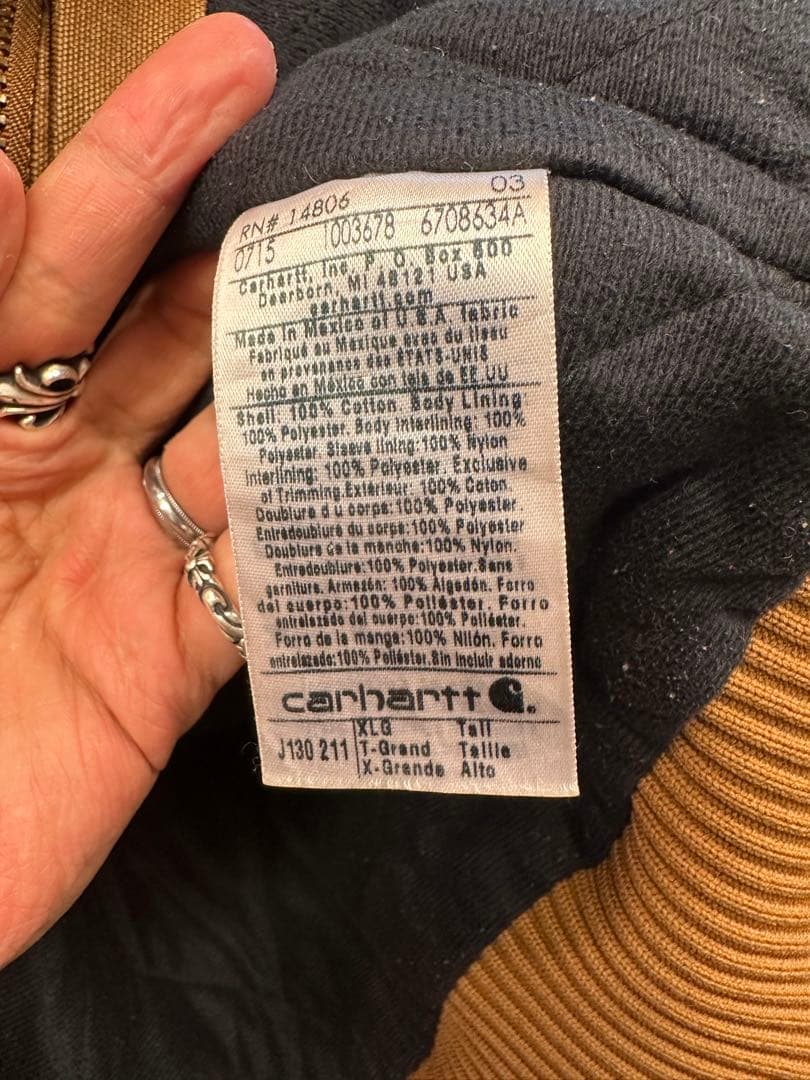 RN# 14806 03
0715 1003678 6708634A
Carhartt, Inc. P. O. Box 600
Dearborn, MI 48121 USA
carhartt.com
Made In Mexico of U.S.A. fabric
Fabriqué au Mexique avec du tissu
en provenance des ÉTATS-UNIS
Hecho en México con tela de EE UU
Shell: 100% Cotton. Body Lining
100% Polyester. Body Interlining: 100%
Polyester. Sleeve lining:100% Nylon
Interlining: 100% Polyester. Exclusive
of Trimming.Extérieur: 100% Coton.
Doublure d u corps:100% Polyester.
Entredoublure du corps:100% Polyester
Doublure de la manche:100% Nylon.
Entredoublure:100% Polyester.Sans
garniture. Armazón: 100% Algodón. Forro
del cuerpo:100% Poliéster. Forro
entrelazado del cuerpo:100% Poliéster.
Forro de la manga:100% Nilón. Forro
entrelazado:100% Poliéster.Sin incluir adorno
carhartt
J130 211 XLG Tall
T-Grand Taille
X-Grande Alto